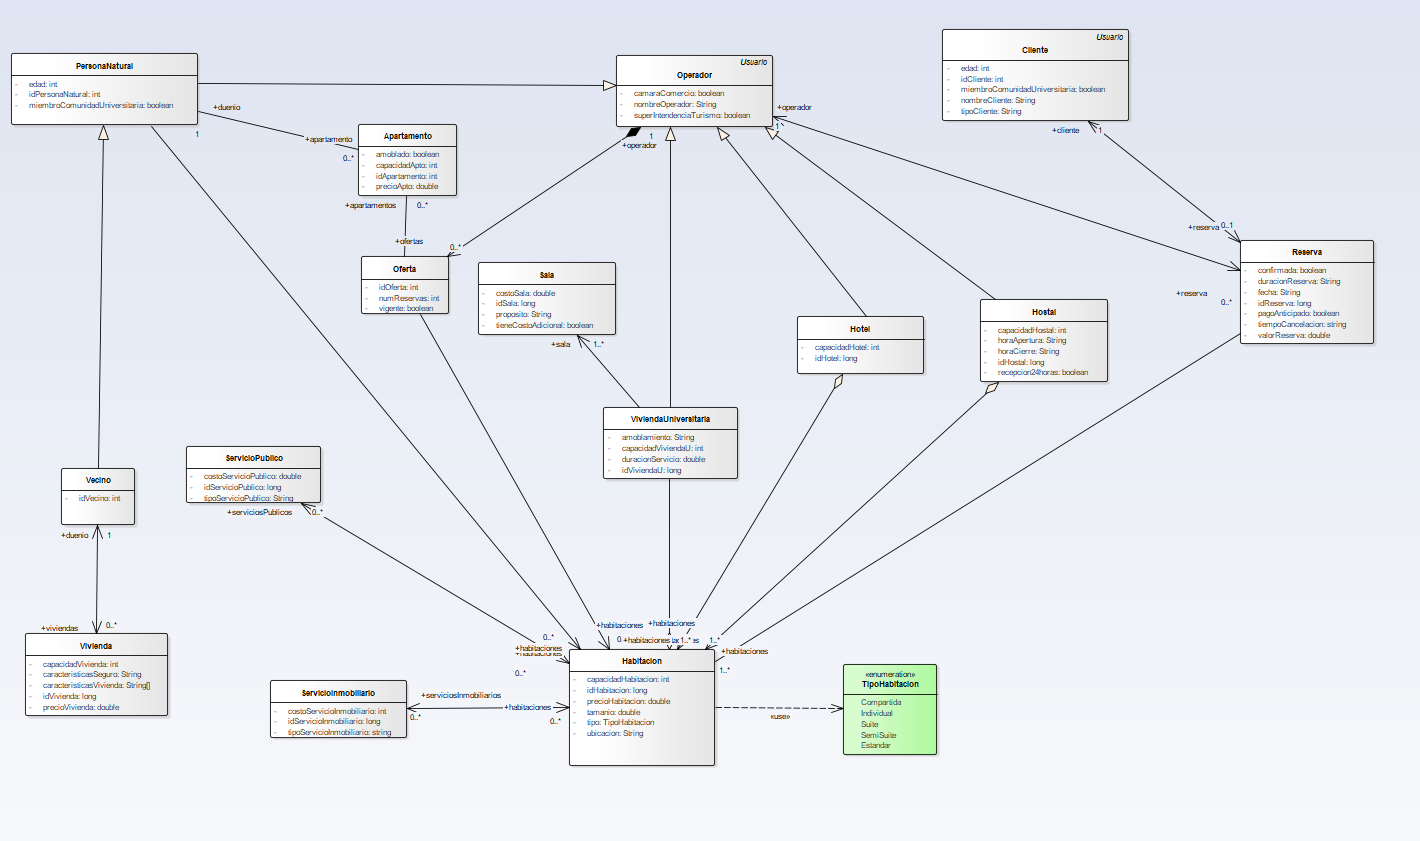 PersonaNatural
- edad: int
- idPersonaNatural: int
- miembroComunidadUniversitaria: boolean
1
+duenio
+apartamento
0..*
Apartamento
- amoblado: boolean
- capacidadApto: int
- idApartamento: int
- precioApto: double
+apartamentos
0..*
+ofertas
Usuario
Operador
- camaraComercio: boolean
- nombreOperador: String
- superIntendenciaTurismo: boolean
1
+operador
+operador
1
0..*
Usuario
Cliente
- edad: int
- idCliente: int
- miembroComunidadUniversitaria: boolean
- nombreCliente: String
- tipoCliente: String
+cliente
1
+reserva
0..1
Reserva
- confirmada: boolean
- duracionReserva: String
- fecha: String
- idReserva: long
- pagoAnticipado: boolean
- tiempoCancelacion: string
- valorReserva: double
+reserva
0..*
Oferta
- idOferta: int
- numReservas: int
- vigente: boolean
Sala
- costoSala: double
- idSala: long
- proposito: String
- tieneCostoAdicional: boolean
+sala
1..*
Hotel
- capacidadHotel: int
- idHotel: long
Hostal
- capacidadHostal: int
- horaApertura: String
- horaCierre: String
- idHostal: long
- recepcion24horas: boolean
ViviendaUniversitaria
- amoblamiento: String
- capacidadViviendaU: int
- duracionServicio: double
- idViviendaU: long
ServicioPublico
- costoServicioPublico: double
- idServicioPublico: long
- tipoServicioPublico: String
+serviciosPublicos
0..*
Vecino
- idVecino: int
+duenio
1
+viviendas
0..*
Vivienda
- capacidadVivienda: int
- caracteristicasSeguro: String
- caracteristicasVivienda: String[]
- idVivienda: long
- precioVivienda: double
+habitaciones
+habitaciones
0..*
+habitaciones
1..*
1..*
+habitaciones
+habitaciones
0..*
+habitaciones
1..*
Habitacion
- capacidadHabitacion: int
- idHabitacion: long
- precioHabitacion: double
- tamanio: double
- tipo: TipoHabitacion
- ubicacion: String
ServicioInmobiliario
- costoServicioInmobiliario: int
- idServicioInmobiliario: long
- tipoServicioInmobiliario: string
+serviciosInmobiliarios
0..*
+habitaciones
0..*
«use»
«enumeration»
TipoHabitacion
Compartida
Individual
Suite
SemiSuite
Estandar